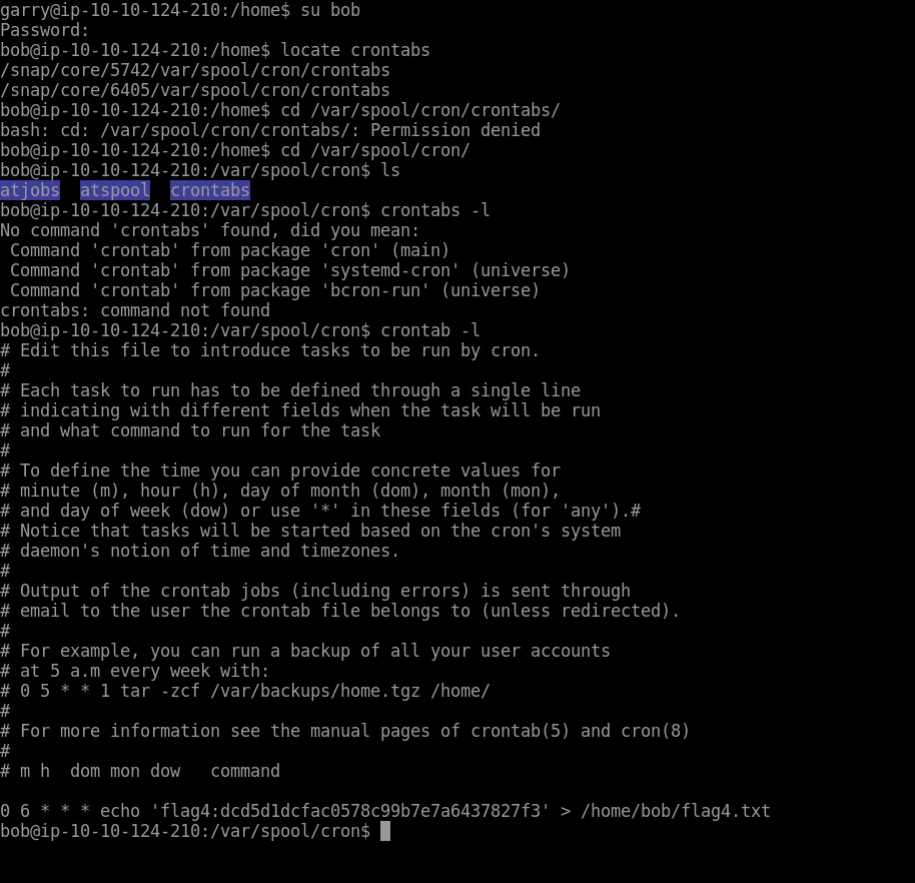 garry@ip-10-10-124-210:/home$ su bob
Password:
bob@ip-10-10-124-210:/home$ locate crontabs
/snap/core/5742/var/spool/cron/crontabs
/snap/core/6405/var/spool/cron/crontabs
bob@ip-10-10-124-210:/home$ cd /var/spool/cron/crontabs/
bash: cd: /var/spool/cron/crontabs/: Permission denied
bob@ip-10-10-124-210:/home$ cd /var/spool/cron/
bob@ip-10-10-124-210:/var/spool/cron$ ls
atjobs  atspool  crontabs
bob@ip-10-10-124-210:/var/spool/cron$ crontabs -l
No command 'crontabs' found, did you mean:
 Command 'crontab' from package 'cron' (main)
 Command 'crontab' from package 'systemd-cron' (universe)
 Command 'crontab' from package 'bcron-run' (universe)
crontabs: command not found
bob@ip-10-10-124-210:/var/spool/cron$ crontab -l
# Edit this file to introduce tasks to be run by cron.
#
# Each task to run has to be defined through a single line
# indicating with different fields when the task will be run
# and what command to run for the task
#
# To define the time you can provide concrete values for
# minute (m), hour (h), day of month (dom), month (mon),
# and day of week (dow) or use '*' in these fields (for 'any').#
# Notice that tasks will be started based on the cron's system
# daemon's notion of time and timezones.
#
# Output of the crontab jobs (including errors) is sent through
# email to the user the crontab file belongs to (unless redirected).
#
# For example, you can run a backup of all your user accounts
# at 5 a.m every week with:
# 0 5 * * 1 tar -zcf /var/backups/home.tgz /home/
#
# For more information see the manual pages of crontab(5) and cron(8)
#
# m h  dom mon dow   command

0 6 * * * echo 'flag4:dcd5d1dcfac0578c99b7e7a6437827f3' > /home/bob/flag4.txt
bob@ip-10-10-124-210:/var/spool/cron$